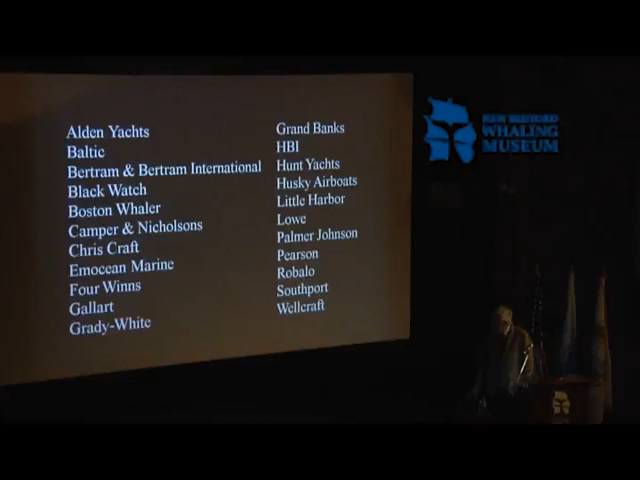 Alden Yachts
Baltic
Bertram & Bertram International
Black Watch
Boston Whaler
Camper & Nicholsons
Chris Craft
Emocean Marine
Four Winns
Gallart
Grady-White
Grand Banks
HBI
Hunt Yachts
Husky Airboats
Little Harbor
Lowe
Palmer Johnson
Pearson
Robalo
Southport
Wellcraft
NEW BEDFORD
WHALING
MUSEUM